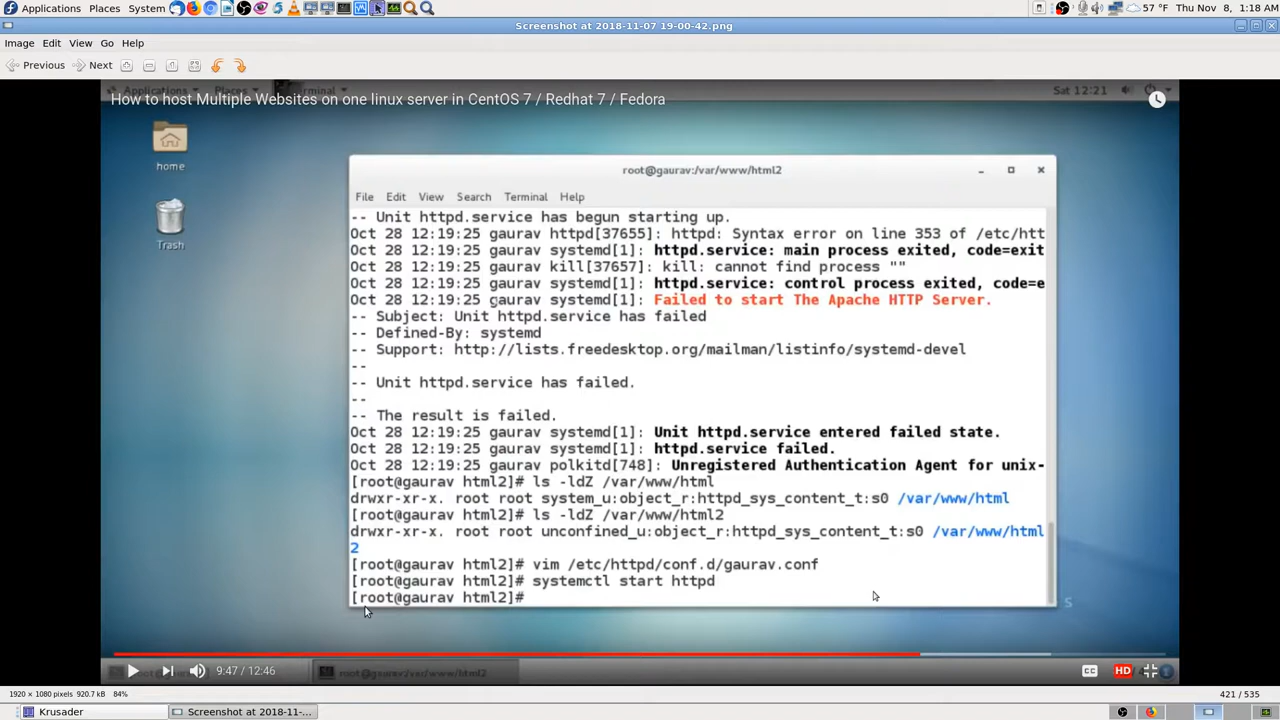 Applications Places System 57 °F Thu Nov 8, 1:18 AM
Screenshot at 2018-11-07 19-00-42.png
Image Edit View Go Help
Previous Next
Applications Places Terminal Sat 12:21
How to host Multiple Websites on one linux server in CentOS 7 / Redhat 7 / Fedora
home
Trash
root@gaurav:/var/www/html2
File Edit View Search Terminal Help
-- Unit httpd.service has begun starting up.
Oct 28 12:19:25 gaurav httpd[37655]: httpd: Syntax error on line 353 of /etc/htt
Oct 28 12:19:25 gaurav systemd[1]: httpd.service: main process exited, code=exit
Oct 28 12:19:25 gaurav kill[37657]: kill: cannot find process ""
Oct 28 12:19:25 gaurav systemd[1]: httpd.service: control process exited, code=e
Oct 28 12:19:25 gaurav systemd[1]: Failed to start The Apache HTTP Server.
-- Subject: Unit httpd.service has failed
-- Defined-By: systemd
-- Support: http://lists.freedesktop.org/mailman/listinfo/systemd-devel
--
-- Unit httpd.service has failed.
--
-- The result is failed.
Oct 28 12:19:25 gaurav systemd[1]: Unit httpd.service entered failed state.
Oct 28 12:19:25 gaurav systemd[1]: httpd.service failed.
Oct 28 12:19:25 gaurav polkitd[748]: Unregistered Authentication Agent for unix-
[root@gaurav html2]# ls -ldZ /var/www/html
drwxr-xr-x. root root system_u:object_r:httpd_sys_content_t:s0 /var/www/html
[root@gaurav html2]# ls -ldZ /var/www/html2
drwxr-xr-x. root root unconfined_u:object_r:httpd_sys_content_t:s0 /var/www/html
2
[root@gaurav html2]# vim /etc/httpd/conf.d/gaurav.conf
[root@gaurav html2]# systemctl start httpd
[root@gaurav html2]#
S
9:47 / 12:46 root@gaurav:/var/www/html2 CC HD
1920 × 1080 pixels 920.7 kB 84% 421 / 535
Krusader Screenshot at 2018-11-...